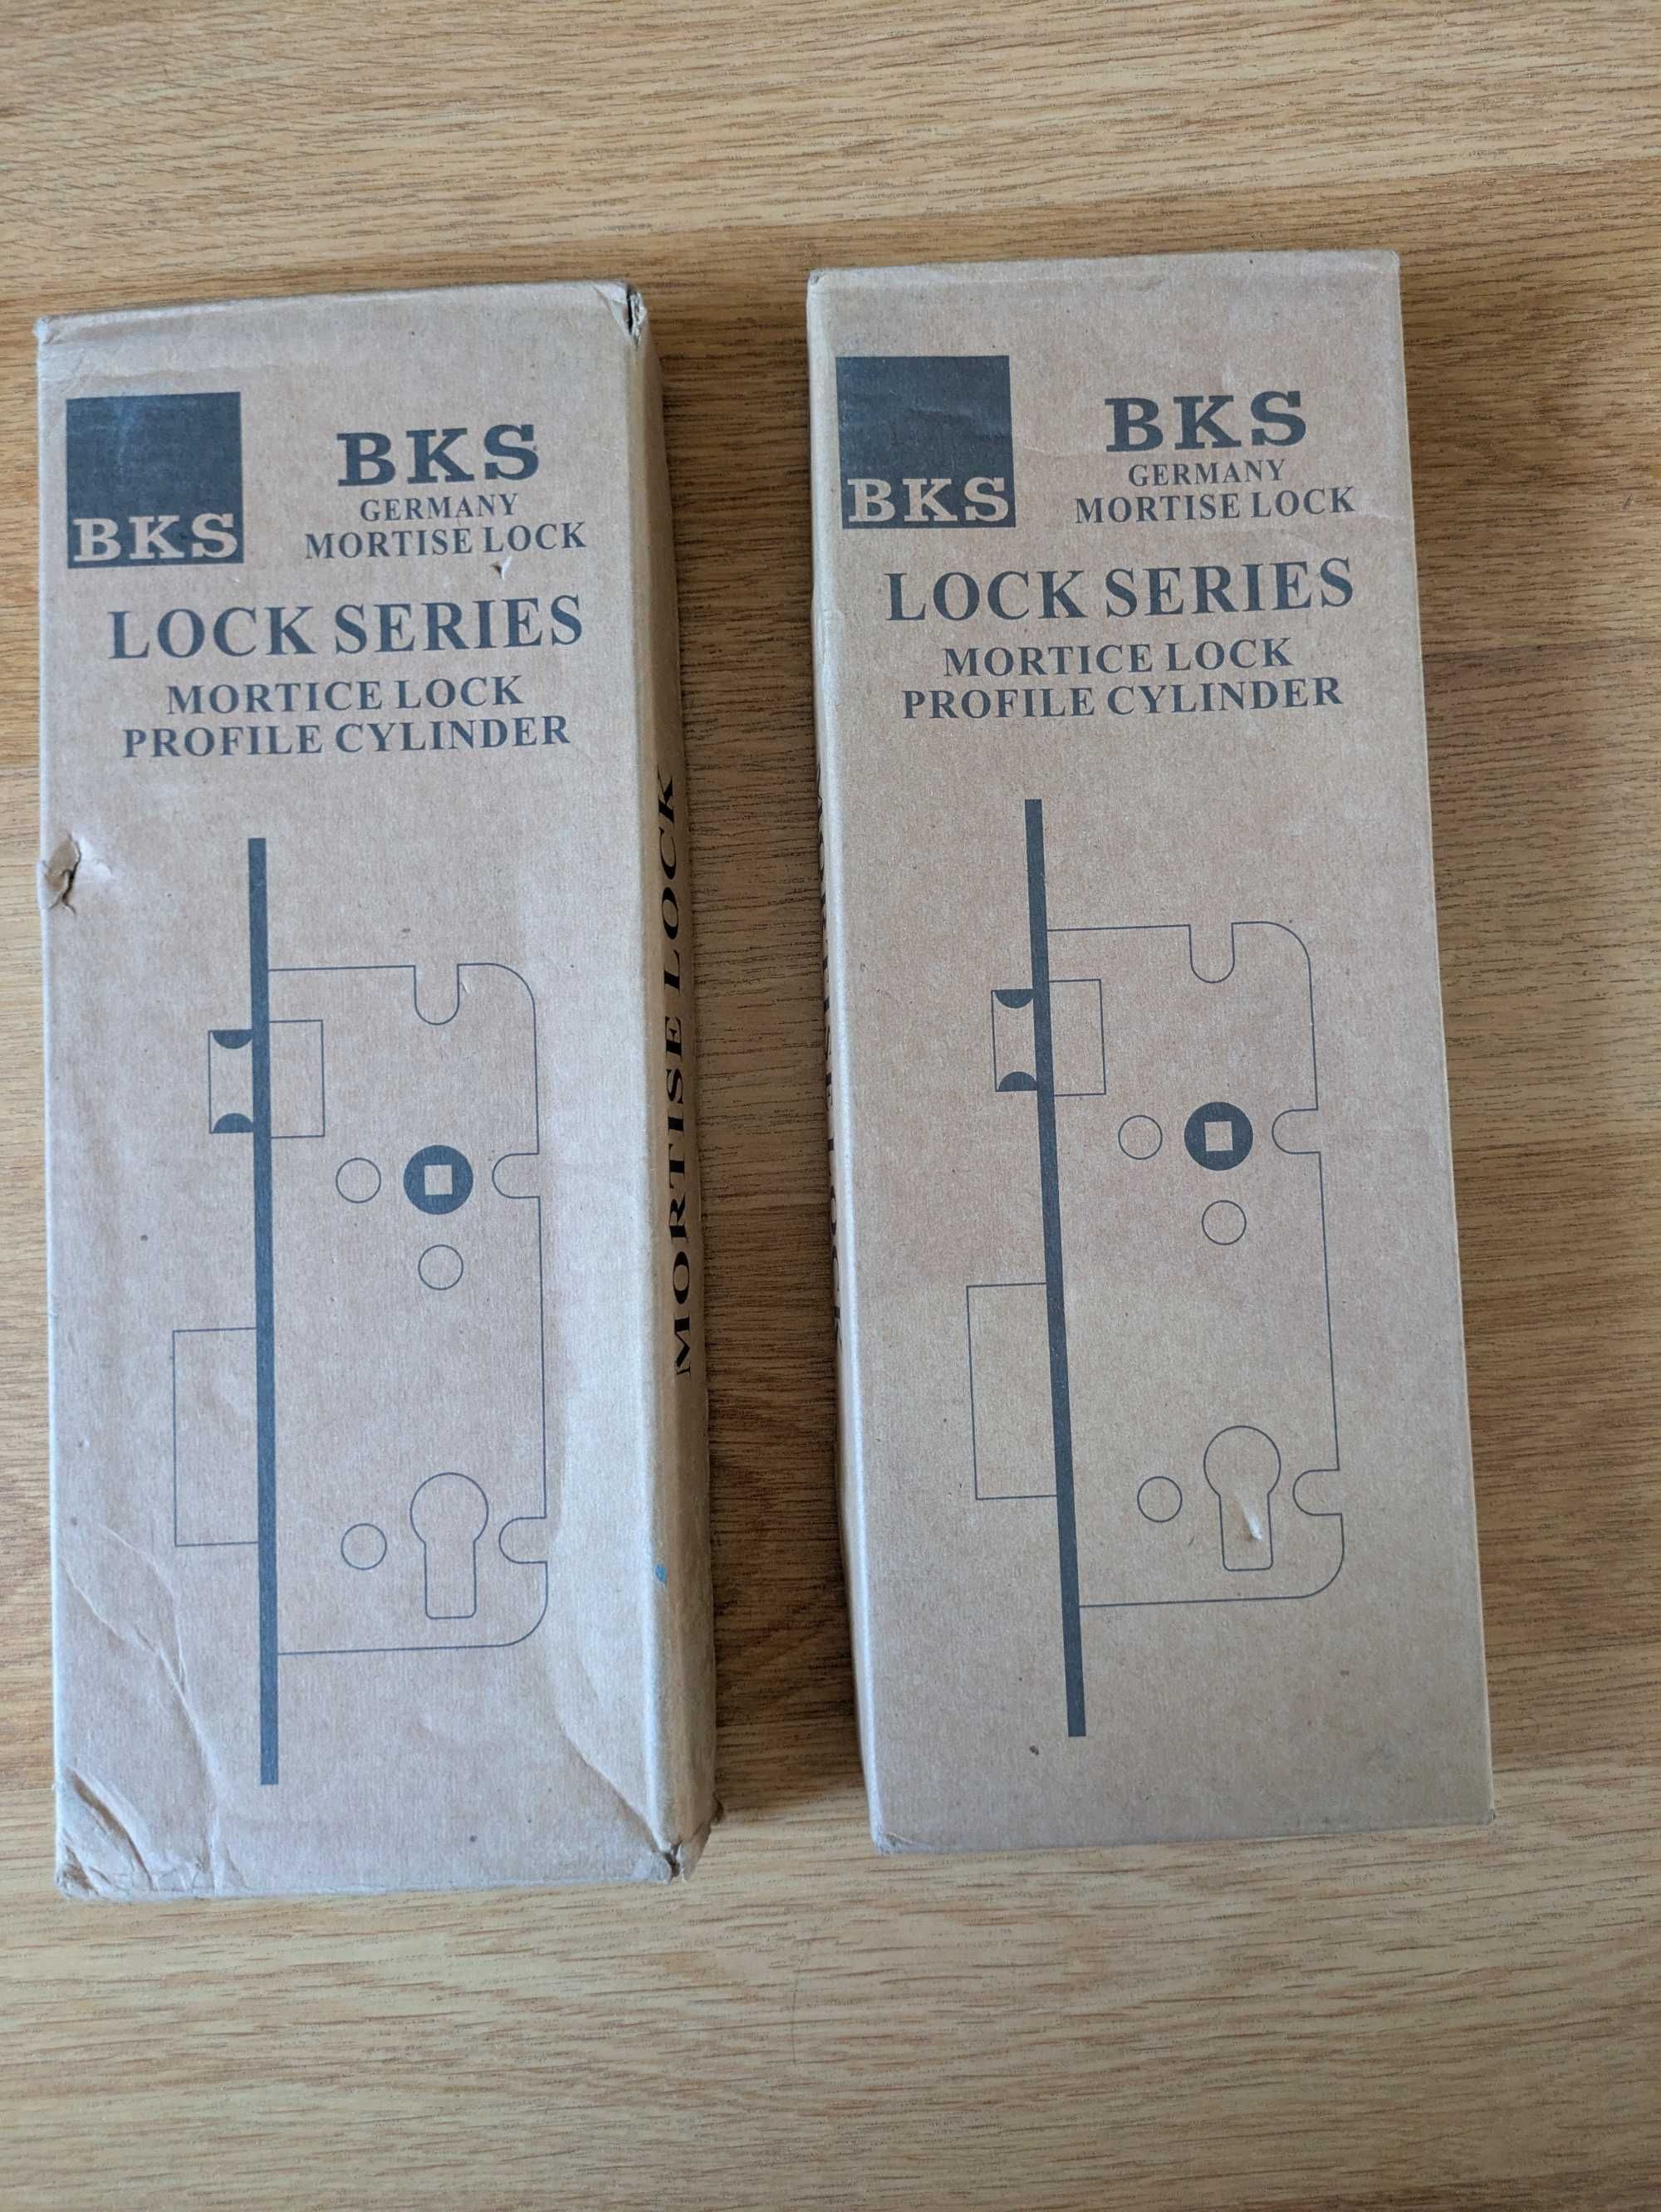 BKS
BKS
GERMANY
MORTISE LOCK
LOCK SERIES
MORTICE LOCK
PROFILE CYLINDER
MORTISE LOCK
BKS
BKS
GERMANY
MORTISE LOCK
LOCK SERIES
MORTICE LOCK
PROFILE CYLINDER